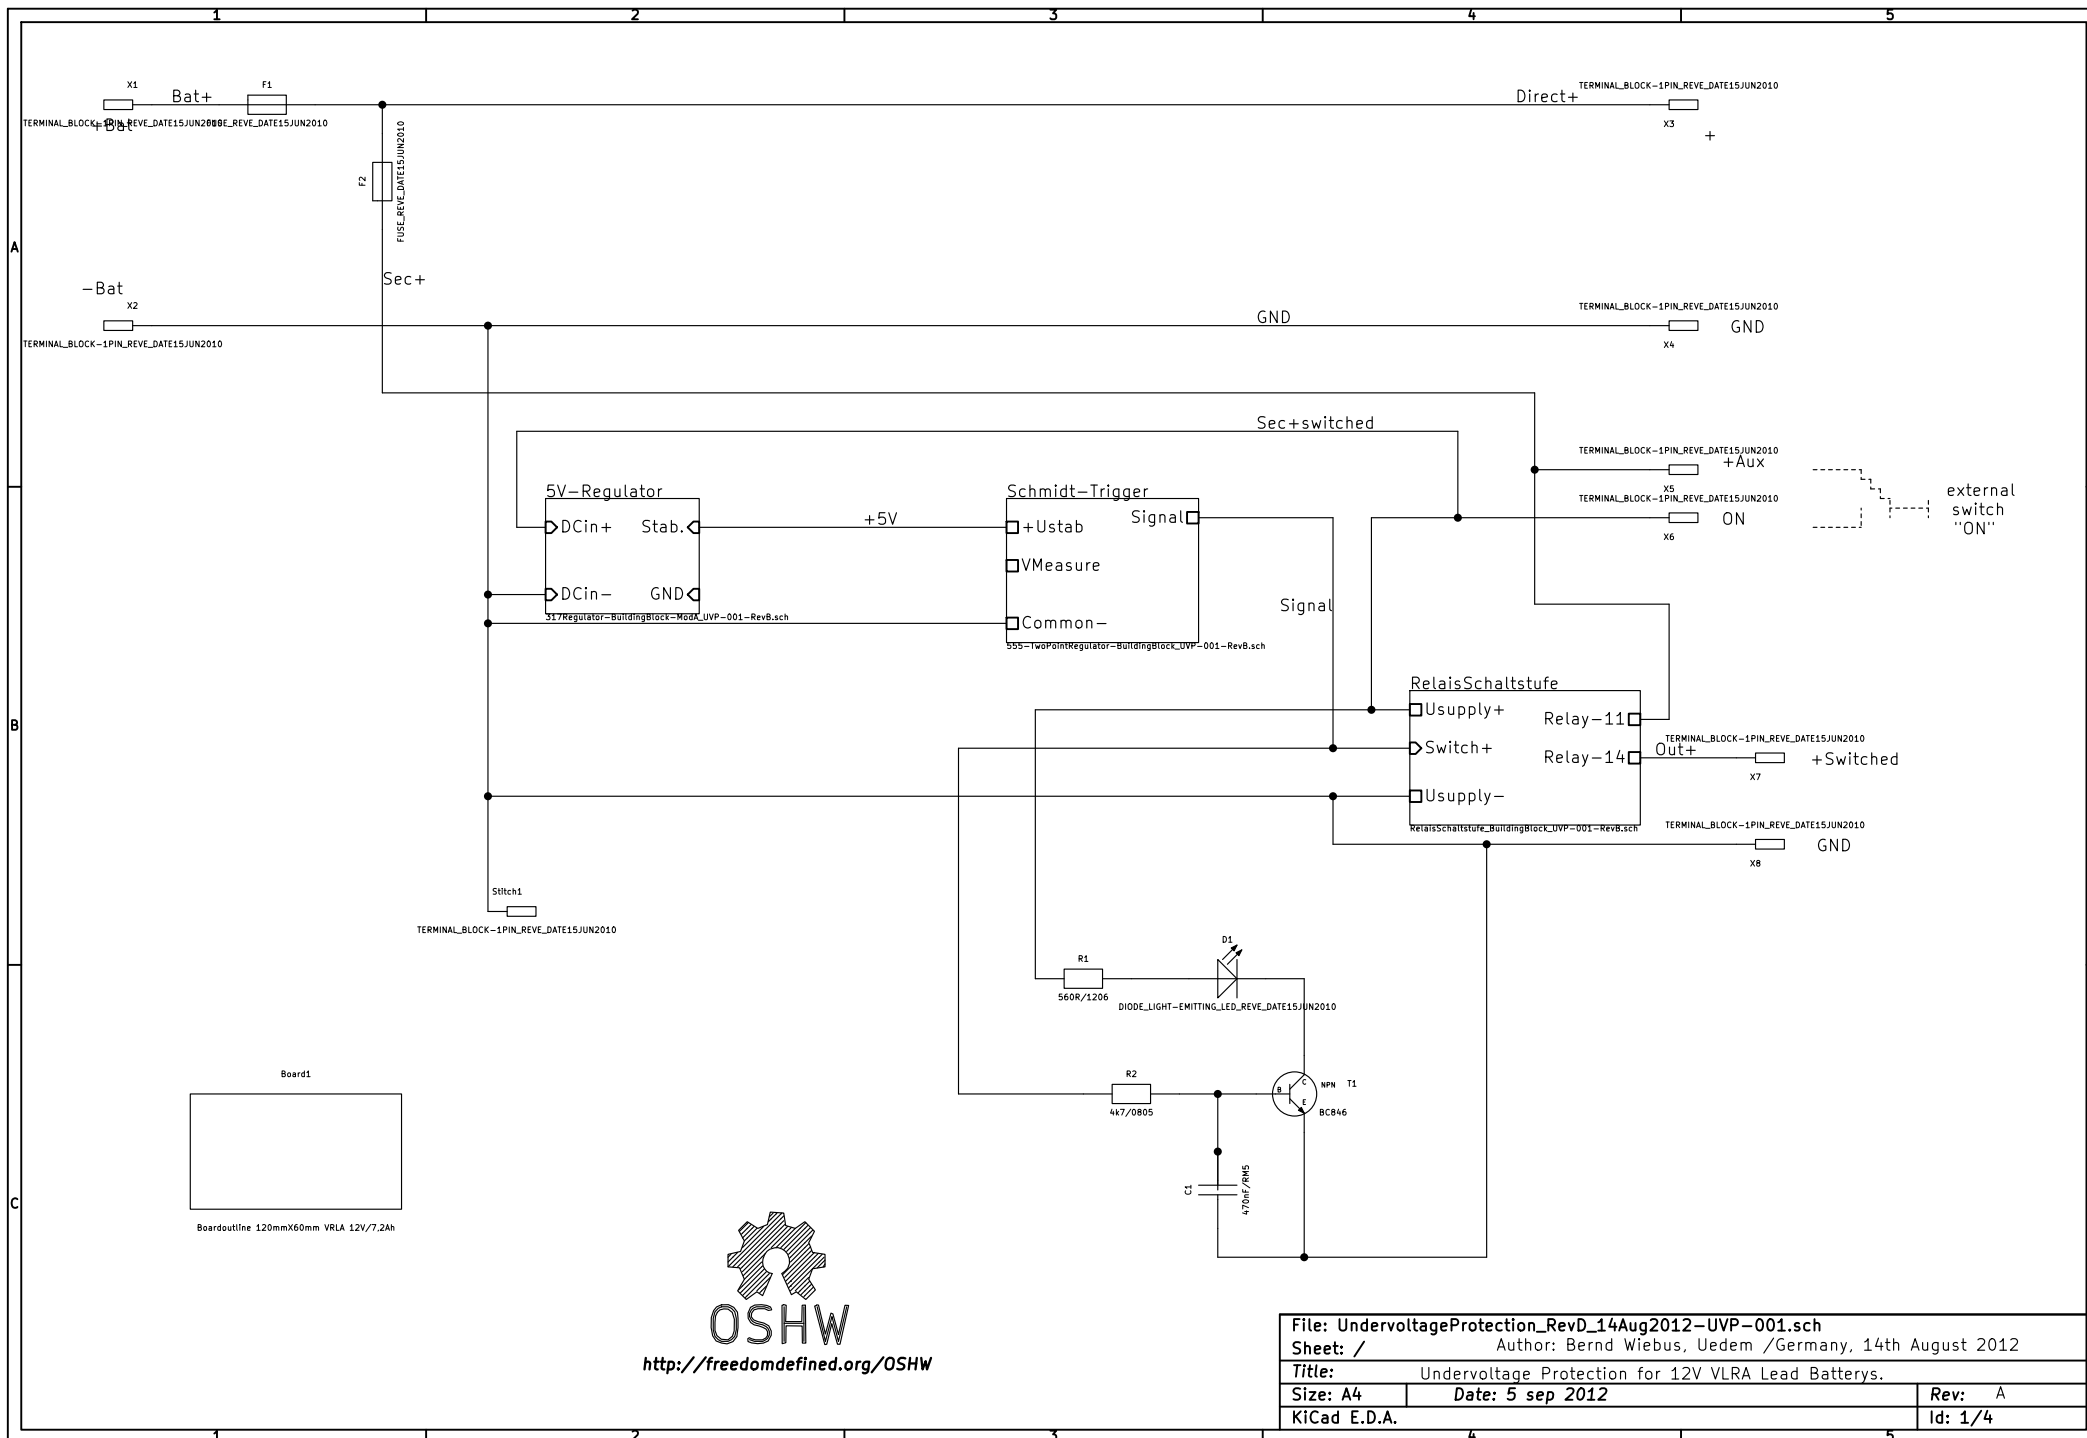 1 2 3 4 5
X1
Bat+
F1
TERMINAL_BLOCK-1PIN_REVE_DATE15JUN2010
FUSE_REVE_DATE15JUN2010
+Bat
Direct+
TERMINAL_BLOCK-1PIN_REVE_DATE15JUN2010
X3
+
F2
FUSE_REVE_DATE15JUN2010
A
Sec+
-Bat
X2
TERMINAL_BLOCK-1PIN_REVE_DATE15JUN2010
GND
TERMINAL_BLOCK-1PIN_REVE_DATE15JUN2010
GND
X4
Sec+switched
TERMINAL_BLOCK-1PIN_REVE_DATE15JUN2010
+Aux
X5
TERMINAL_BLOCK-1PIN_REVE_DATE15JUN2010
ON
X6
external
switch
"ON"
5V-Regulator
DCin+ Stab.
DCin- GND
317Regulator-BuildingBlock-ModA_UVP-001-RevB.sch
+5V
Schmidt-Trigger
Signal
+Ustab
VMeasure
Common-
555-TwoPointRegulator-BuildingBlock_UVP-001-RevB.sch
Signal
B
RelaisSchaltstufe
Usupply+
Relay-11
Switch+
Relay-14
Usupply-
RelaisSchaltstufe_BuildingBlock_UVP-001-RevB.sch
TERMINAL_BLOCK-1PIN_REVE_DATE15JUN2010
Out+
+Switched
X7
TERMINAL_BLOCK-1PIN_REVE_DATE15JUN2010
GND
X8
Stitch1
TERMINAL_BLOCK-1PIN_REVE_DATE15JUN2010
D1
R1
560R/1206
DIODE_LIGHT-EMITTING_LED_REVE_DATE15JUN2010
R2
4k7/0805
B
C
E
NPN T1
BC846
C1
470nF/RM5
Board1
Boardoutline 120mmX60mm VRLA 12V/7,2Ah
C
OSHW
http://freedomdefined.org/OSHW
File: UndervoltageProtection_RevD_14Aug2012-UVP-001.sch
Sheet: / Author: Bernd Wiebus, Uedem /Germany, 14th August 2012
Title: Undervoltage Protection for 12V VLRA Lead Batterys.
Size: A4 Date: 5 sep 2012 Rev: A
KiCad E.D.A. Id: 1/4
1 2 3 4 5